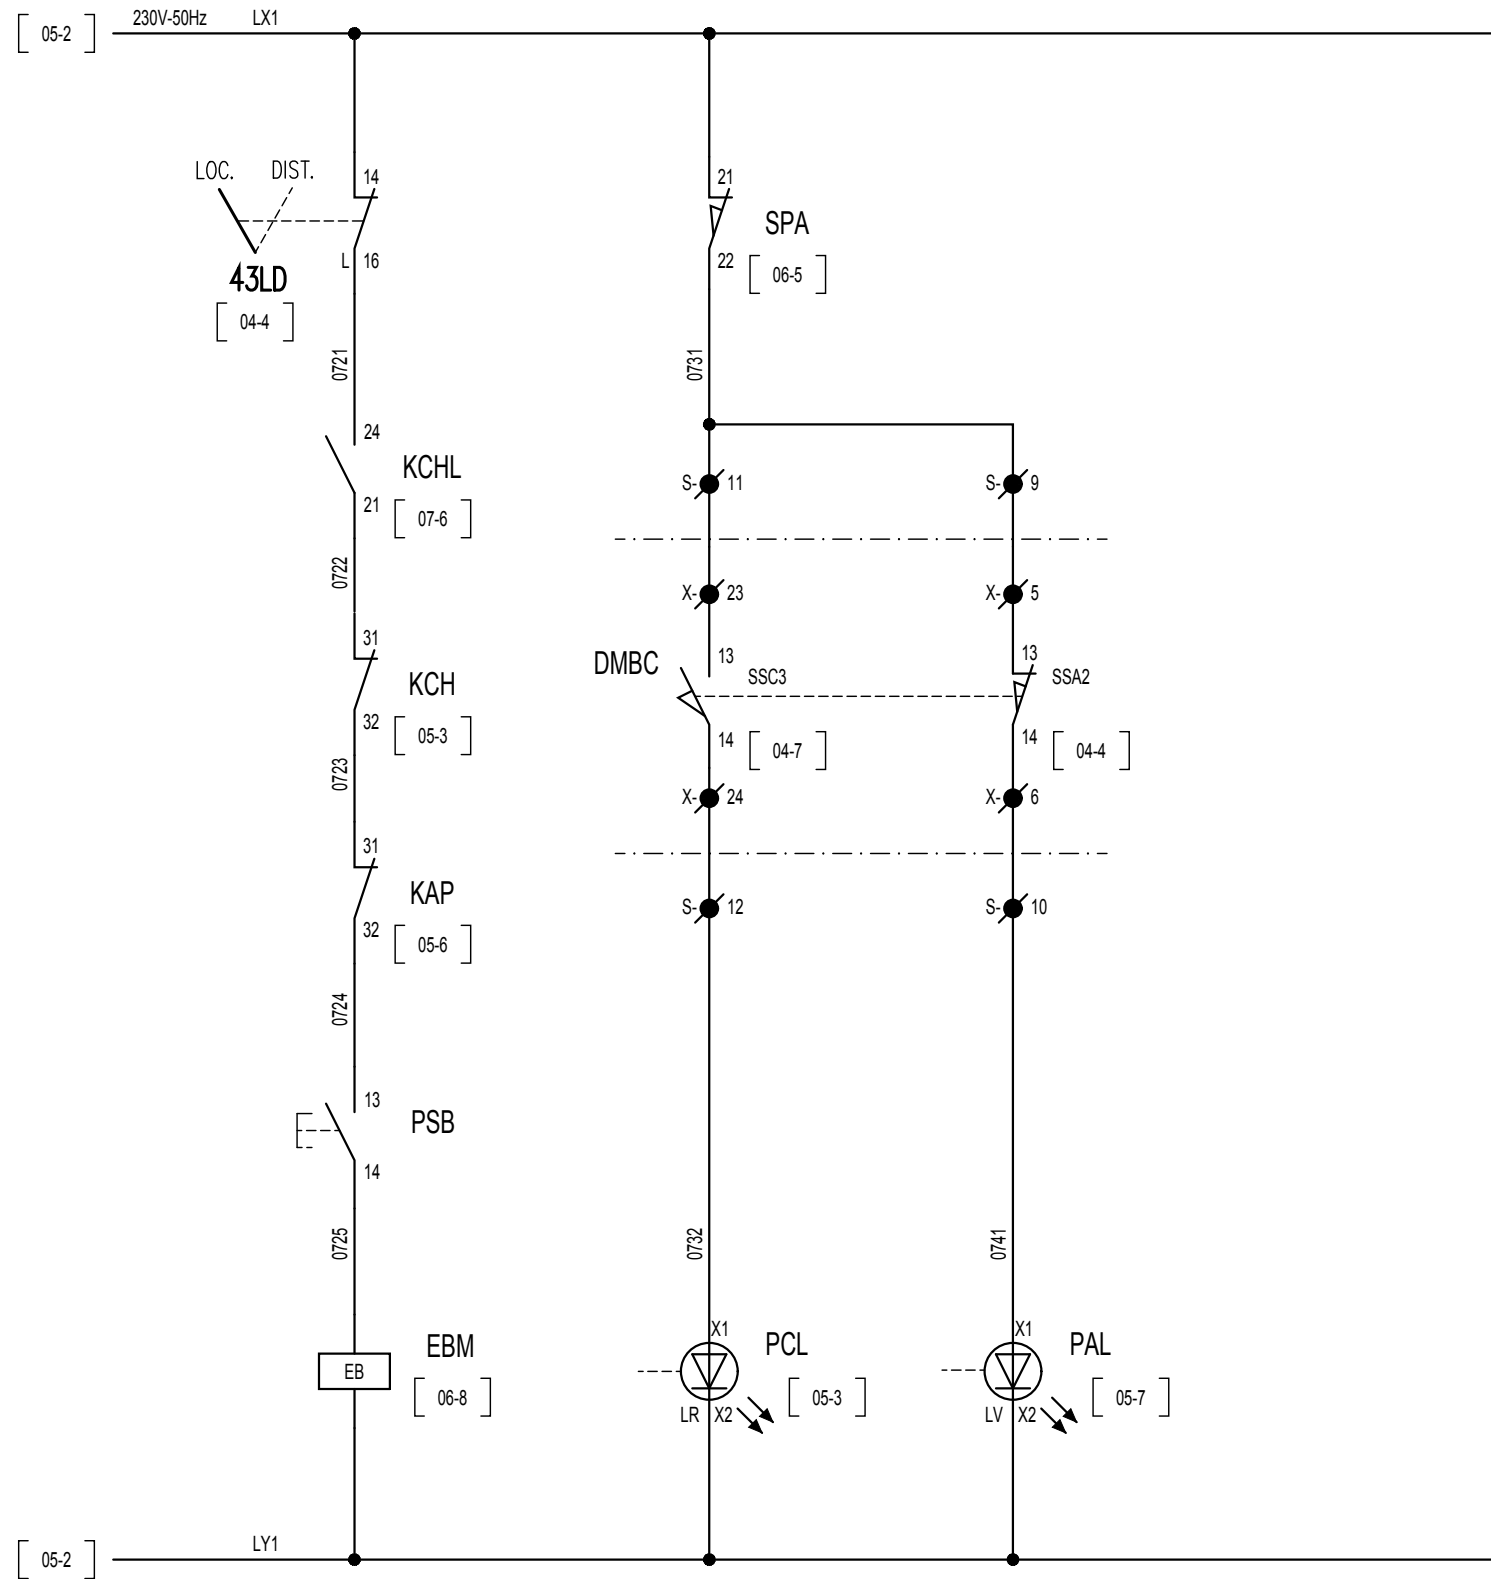 230V-50Hz LX1
05-2
LOC. DIST.
14
21
SPA
L 16
22
06-5
43LD
04-4
0721
0731
24
KCHL
21
07-6
S- 11
S- 9
0722
X- 23
X- 5
31
13
13
DMBC
SSC3
SSA2
KCH
32
05-3
14
04-7
14
04-4
0723
X- 24
X- 6
31
KAP
32
05-6
S- 12
S- 10
0724
13
PSB
14
0725
0732
0741
X1
X1
EBM
PCL
PAL
EB
06-8
05-3
05-7
LR X2
LV X2
LY1
05-2